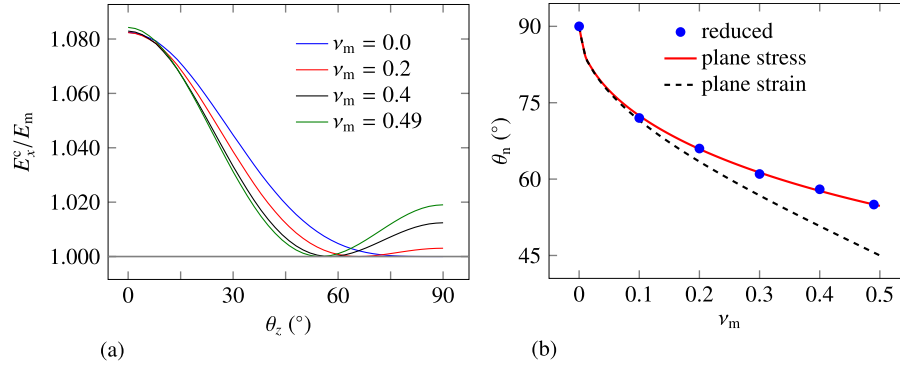 1.080
1.060
1.040
1.020
1.000
E_x^c/E_m
0
30
60
90
θ_z (°)
ν_m = 0.0
ν_m = 0.2
ν_m = 0.4
ν_m = 0.49
(a)
90
75
60
45
θ_n (°)
0
0.1
0.2
0.3
0.4
0.5
ν_m
reduced
plane stress
plane strain
(b)